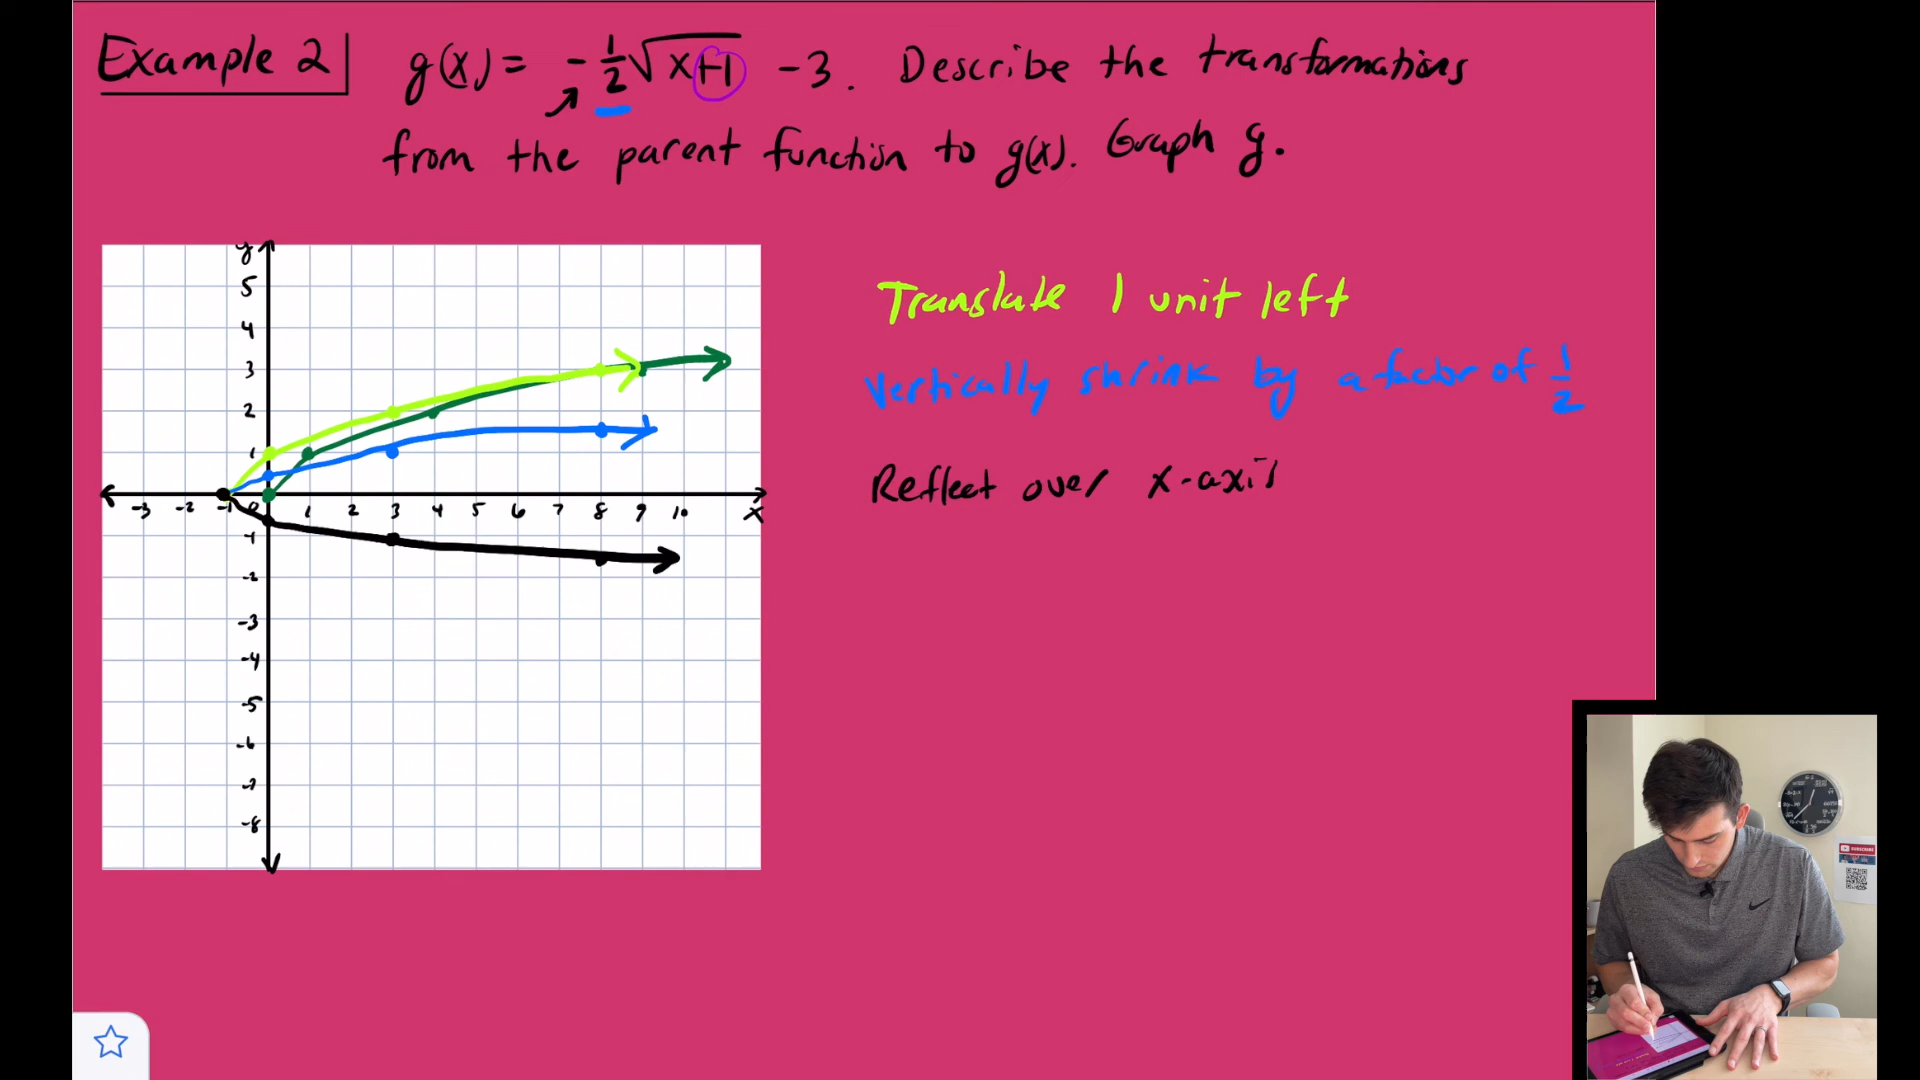 Example 2 g(x) = -1/2√x+1 - 3. Describe the transformations
from the parent function to g(x). Graph g.
y
5
4
3
2
1
-3 -2 -1 0 1 2 3 4 5 6 7 8 9 10 x
-1
-2
-3
-4
-5
-6
-7
-8
Translate 1 unit left
Vertically shrink by a factor of 1/2
Reflect over x-axis
SUBSCRIBE